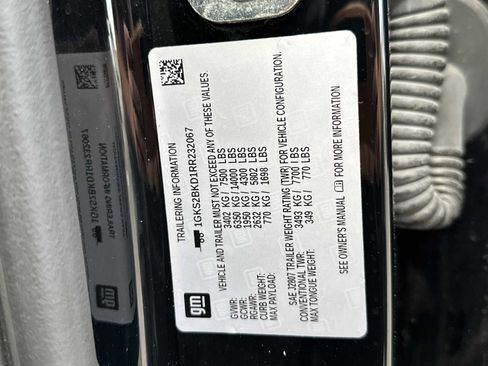 gm
TRAILERING INFORMATION
1GKS2BKD1RR232067
VEHICLE AND TRAILER MUST NOT EXCEED ANY OF THESE VALUES.
GVWR: 3402 KG / 7500 LBS
GCWR: 6350 KG / 14000 LBS
RGAWR: 1950 KG / 4300 LBS
CURB WEIGHT: 2632 KG / 5802 LBS
MAX PAYLOAD: 770 KG / 1698 LBS
SAE J2807 TRAILER WEIGHT RATING (TWR) FOR VEHICLE CONFIGURATION.
CONVENTIONAL TWR: 3493 KG / 7700 LBS
MAX TONGUE WEIGHT: 349 KG / 770 LBS
SEE OWNER'S MANUAL FOR MORE INFORMATION